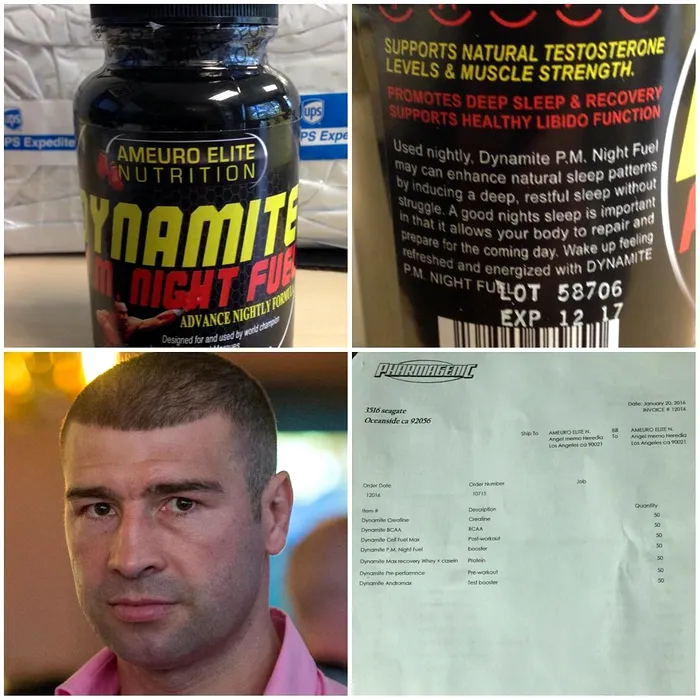 ups
UPS Expedite
ups
UPS Expe
AMEURO ELITE
NUTRITION
DYNAMITE
P.M NIGHT FUEL
ADVANCE NIGHTLY FORMULA
Designed for and used by world champion
SUPPORTS NATURAL TESTOSTERONE
LEVELS & MUSCLE STRENGTH.
PROMOTES DEEP SLEEP & RECOVERY
SUPPORTS HEALTHY LIBIDO FUNCTION
Used nightly, Dynamite P.M. Night Fuel
may can enhance natural sleep patterns
by inducing a deep, restful sleep without
struggle. A good nights sleep is important
in that it allows your body to repair and
prepare for the coming day. Wake up feeling
refreshed and energized with DYNAMITE
P.M. NIGHT FUEL
LOT 58706
EXP 12 17
PHARMAGENIC
3516 seagate
Oceanside ca 92056
Date: January 20, 2016
INVOICE # 12016
Ship To AMEURO ELITE N.
Angel memo Heredia
Los Angeles ca 90021
Bill To AMEURO ELITE N.
Angel memo Heredia
Los Angeles ca 90021
Order Date Order Number Job
12016 10715
Item # Description Quantity
Dynamite Creatine Creatine 50
Dynamite BCAA BCAA 50
Dynamite Cell Fuel Max Post-workout 50
Dynamite P.M. Night Fuel booster 50
Dynamite Max recovery Whey + casein Protein 50
Dynamite Pre-performance Pre-workout 50
Dynamite Andromax Test booster 50